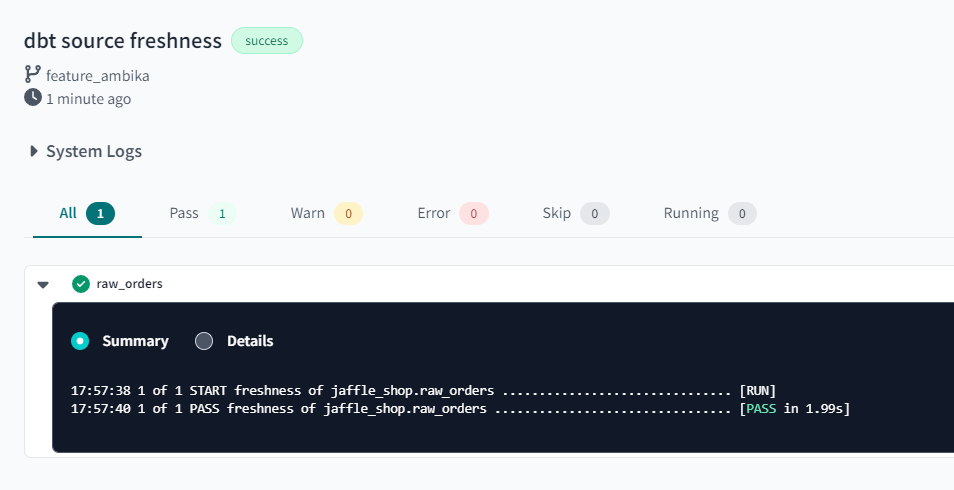 dbt source freshness success
feature_ambika
1 minute ago
System Logs
All 1 Pass 1 Warn 0 Error 0 Skip 0 Running 0
raw_orders
Summary Details
17:57:38 1 of 1 START freshness of jaffle_shop.raw_orders ............................... [RUN]
17:57:40 1 of 1 PASS freshness of jaffle_shop.raw_orders ................................ [PASS in 1.99s]